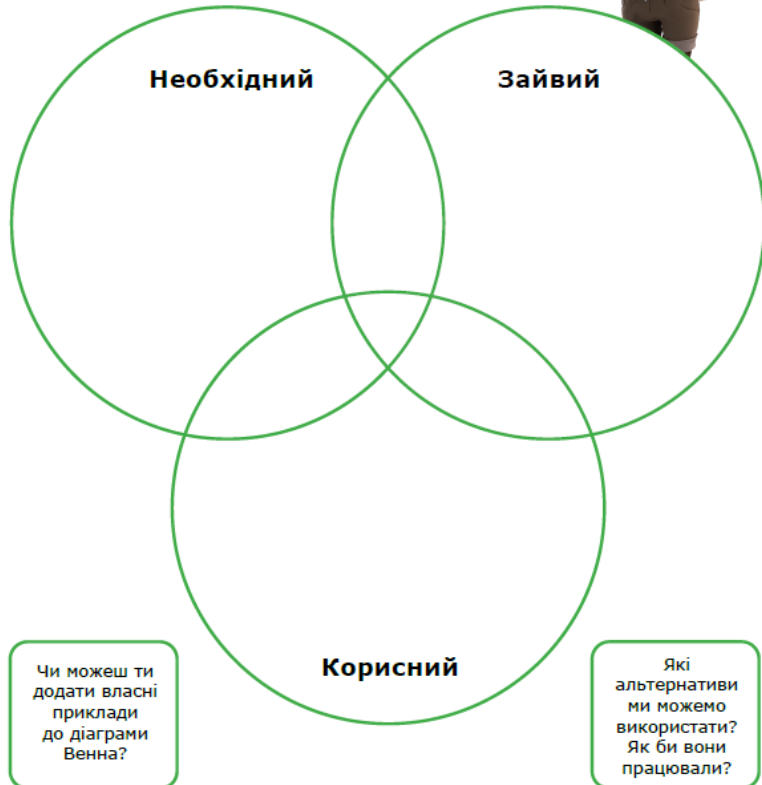 Необхідний
Зайвий
Корисний
Чи можеш ти
додати власні
приклади
до діаграми
Венна?
Які
альтернативи
ми можемо
використати?
Як би вони
працювали?